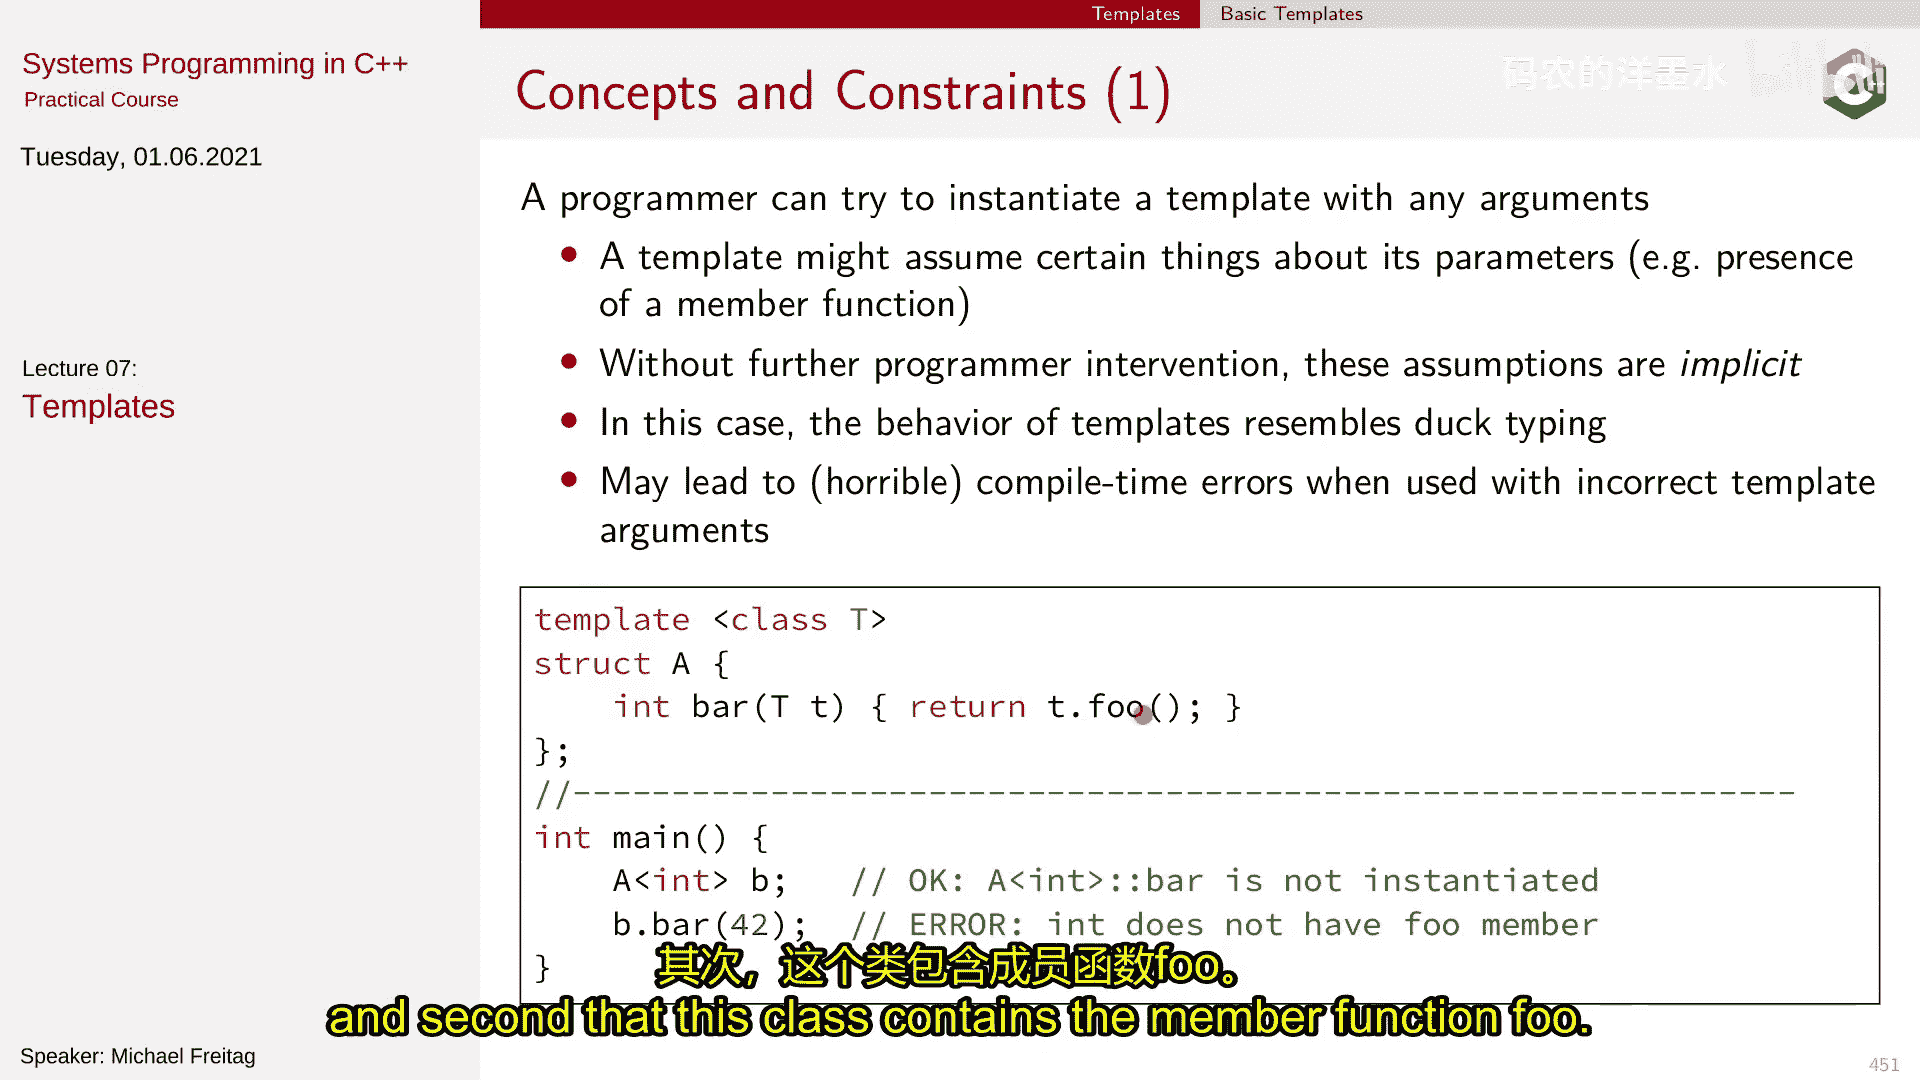 Templates
Basic Templates
Systems Programming in C++
Practical Course
Tuesday, 01.06.2021
Lecture 07:
Templates
Concepts and Constraints (1)
码农的洋墨水
A programmer can try to instantiate a template with any arguments
• A template might assume certain things about its parameters (e.g. presence
of a member function)
• Without further programmer intervention, these assumptions are implicit
• In this case, the behavior of templates resembles duck typing
• May lead to (horrible) compile-time errors when used with incorrect template
arguments
template <class T>
struct A {
    int bar(T t) { return t.foo(); }
};
//---------------------------------------------------------------
int main() {
    A<int> b;   // OK: A<int>::bar is not instantiated
    b.bar(42);  // ERROR: int does not have foo member
}
其次，这个类包含成员函数foo。
and second that this class contains the member function foo.
Speaker: Michael Freitag
451